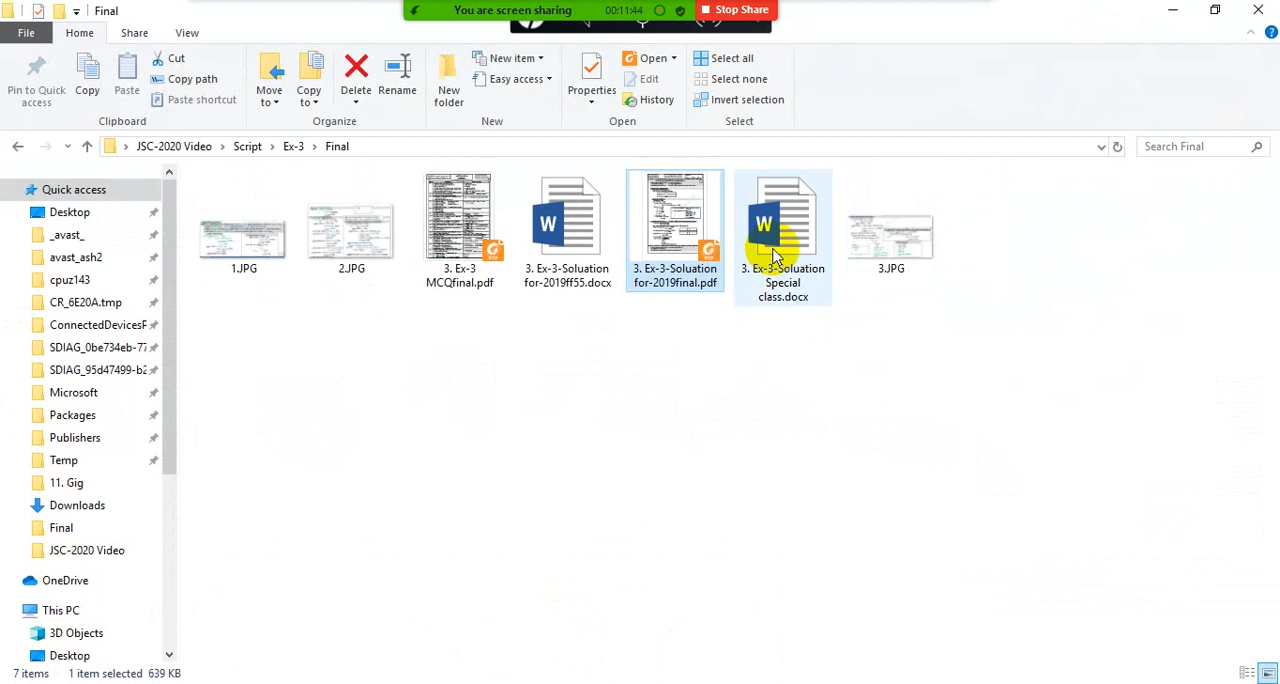 Final
You are screen sharing
00:11:44
Stop Share
File
Home
Share
View
Pin to Quick access
Copy
Paste
Cut
Copy path
Paste shortcut
Clipboard
Move to
Copy to
Delete
Rename
Organize
New folder
New item
Easy access
New
Properties
Open
Edit
History
Open
Select all
Select none
Invert selection
Select
JSC-2020 Video
Script
Ex-3
Final
Search Final
Quick access
Desktop
_avast_
avast_ash2
cpuz143
CR_6E20A.tmp
ConnectedDevicesF
SDIAG_0be734eb-77
SDIAG_95d47499-b2
Microsoft
Packages
Publishers
Temp
11. Gig
Downloads
Final
JSC-2020 Video
OneDrive
This PC
3D Objects
Desktop
1.JPG
2.JPG
3. Ex-3
MCQfinal.pdf
3. Ex-3-Soluation
for-2019ff55.docx
3. Ex-3-Soluation
for-2019final.pdf
3. Ex-3-Soluation
Special
class.docx
3.JPG
7 items
1 item selected 639 KB